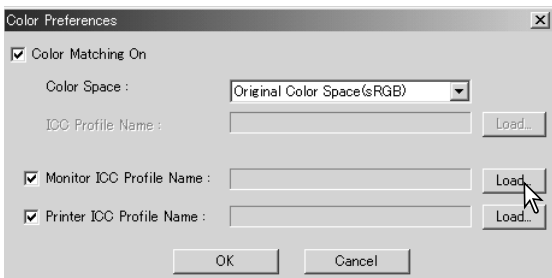 Color Preferences
Color Matching On
Color Space : Original Color Space(sRGB)
ICC Profile Name : Load...
Monitor ICC Profile Name : Load...
Printer ICC Profile Name : Load...
OK Cancel